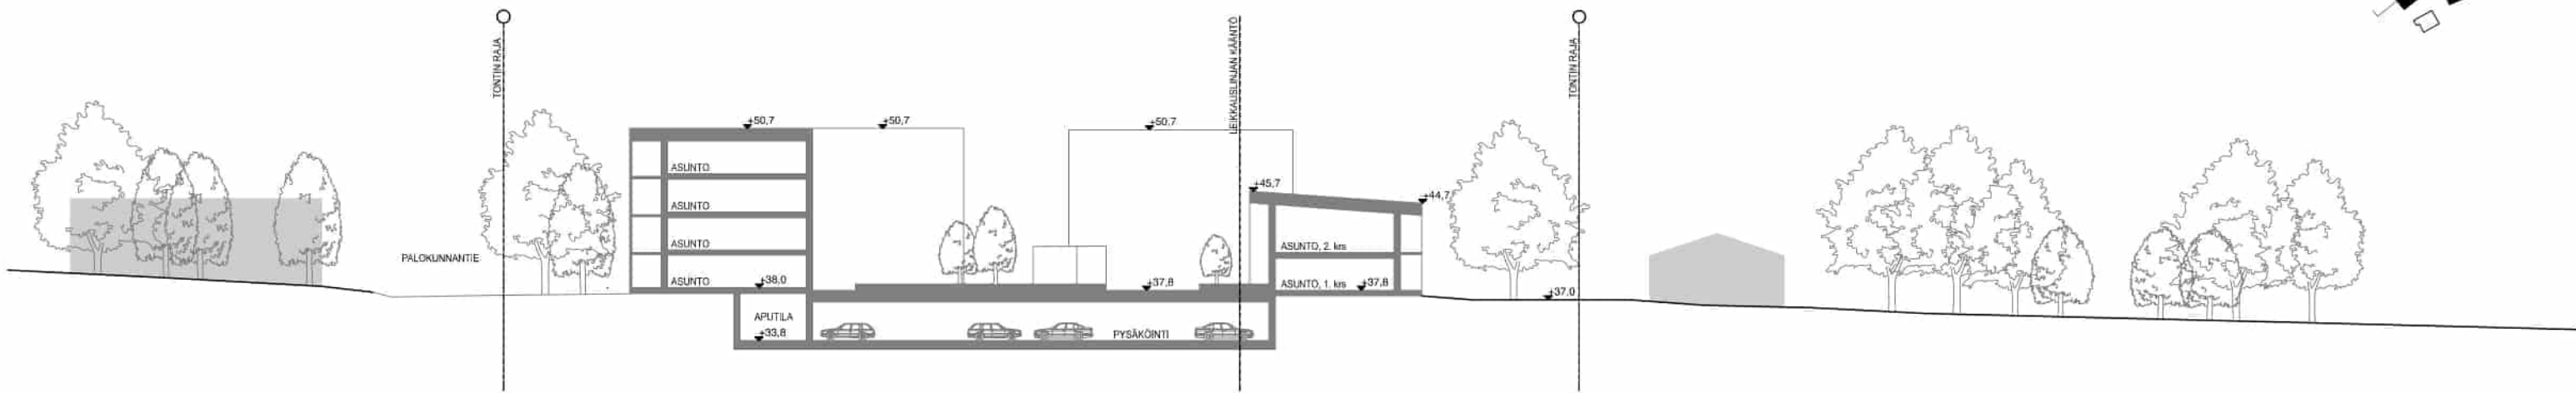 TONTIN RAJA
LEIKKAUSLINJAN KÄÄNTÖ
TONTIN RAJA
+50,7
+50,7
+50,7
ASUNTO
+45,7
+44,7
ASUNTO
ASUNTO
ASUNTO, 2. krs
PALOKUNNANTIE
ASUNTO
+38,0
+37,8
ASUNTO, 1. krs
+37,8
+37,0
APUTILA
+33,8
PYSÄKÖINTI